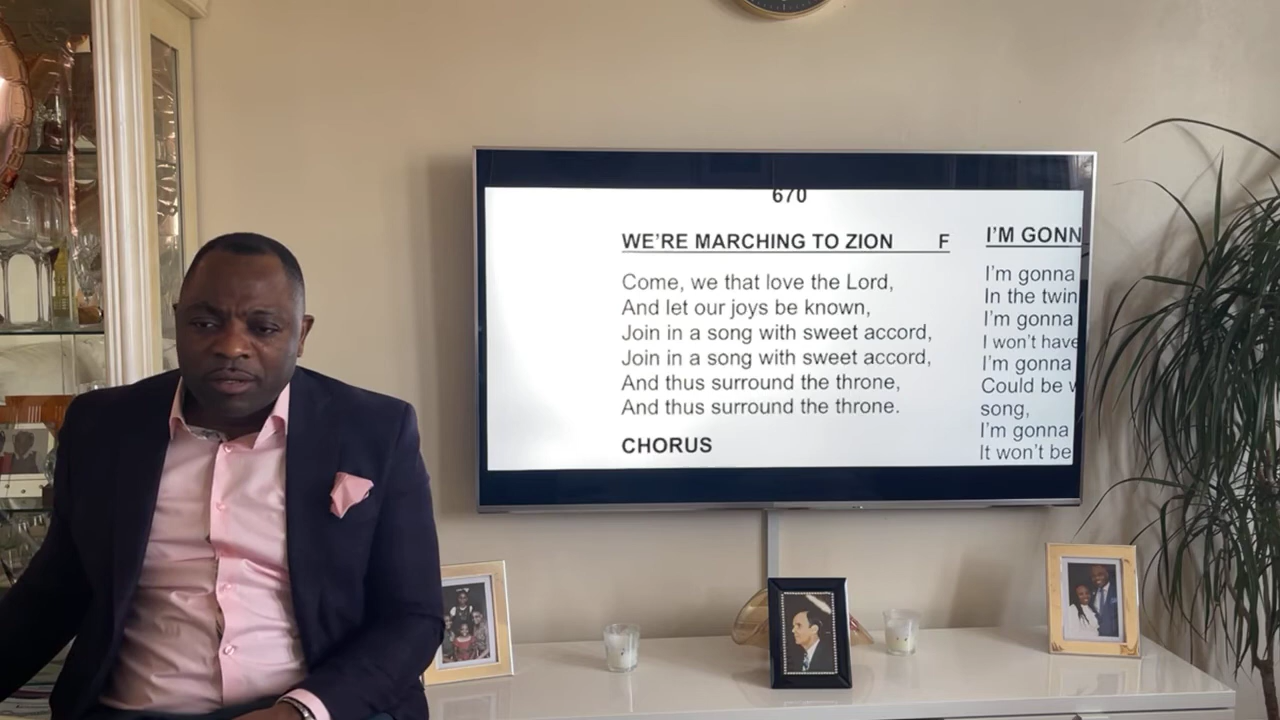 670
WE'RE MARCHING TO ZION F
Come, we that love the Lord,
And let our joys be known,
Join in a song with sweet accord,
Join in a song with sweet accord,
And thus surround the throne,
And thus surround the throne.
CHORUS
I'M GONN
I'm gonna
In the twin
I'm gonna
I won't have
I'm gonna
Could be w
song,
I'm gonna
It won't be